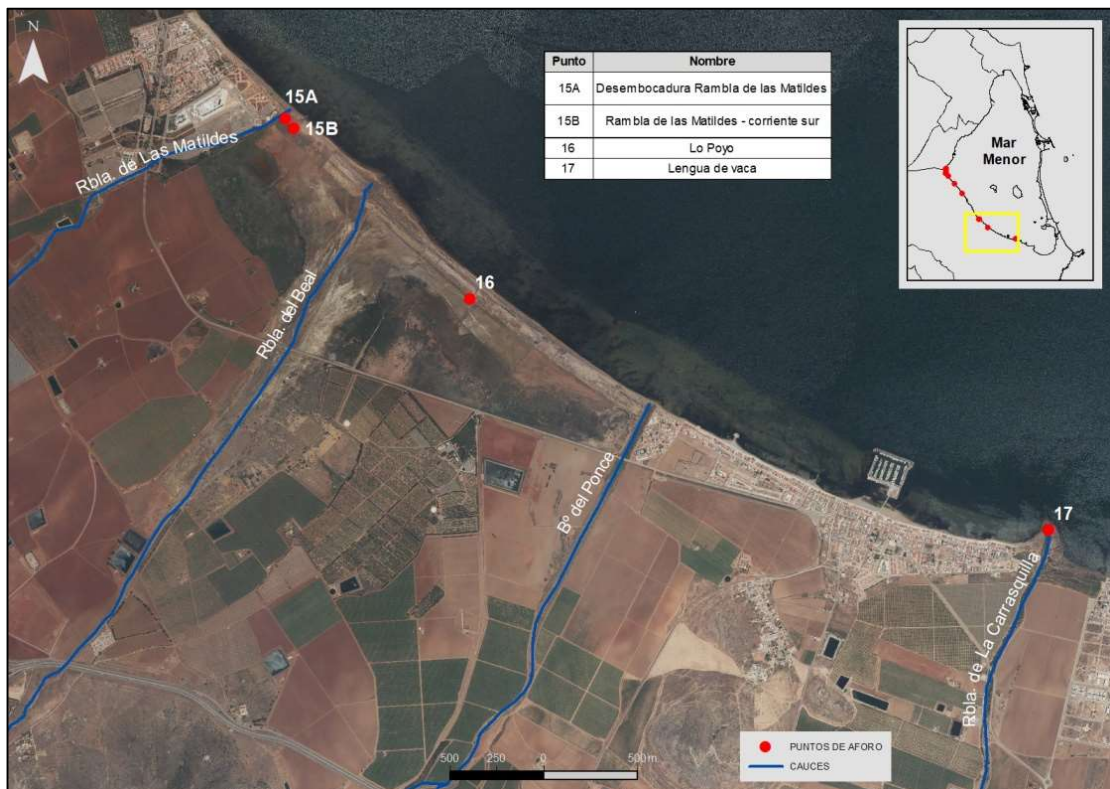 N
Punto Nombre
15A Desembocadura Rambla de las Matildes
15B Rambla de las Matildes - corriente sur
16 Lo Poyo
17 Lengua de vaca
Mar
Menor
15A
15B
Rbla. de Las Matildes
Rbla. del Beal
16
Bº del Ponce
17
Rbla. de La Carrasquilla
500 250 0 500m
PUNTOS DE AFORO
CAUCES